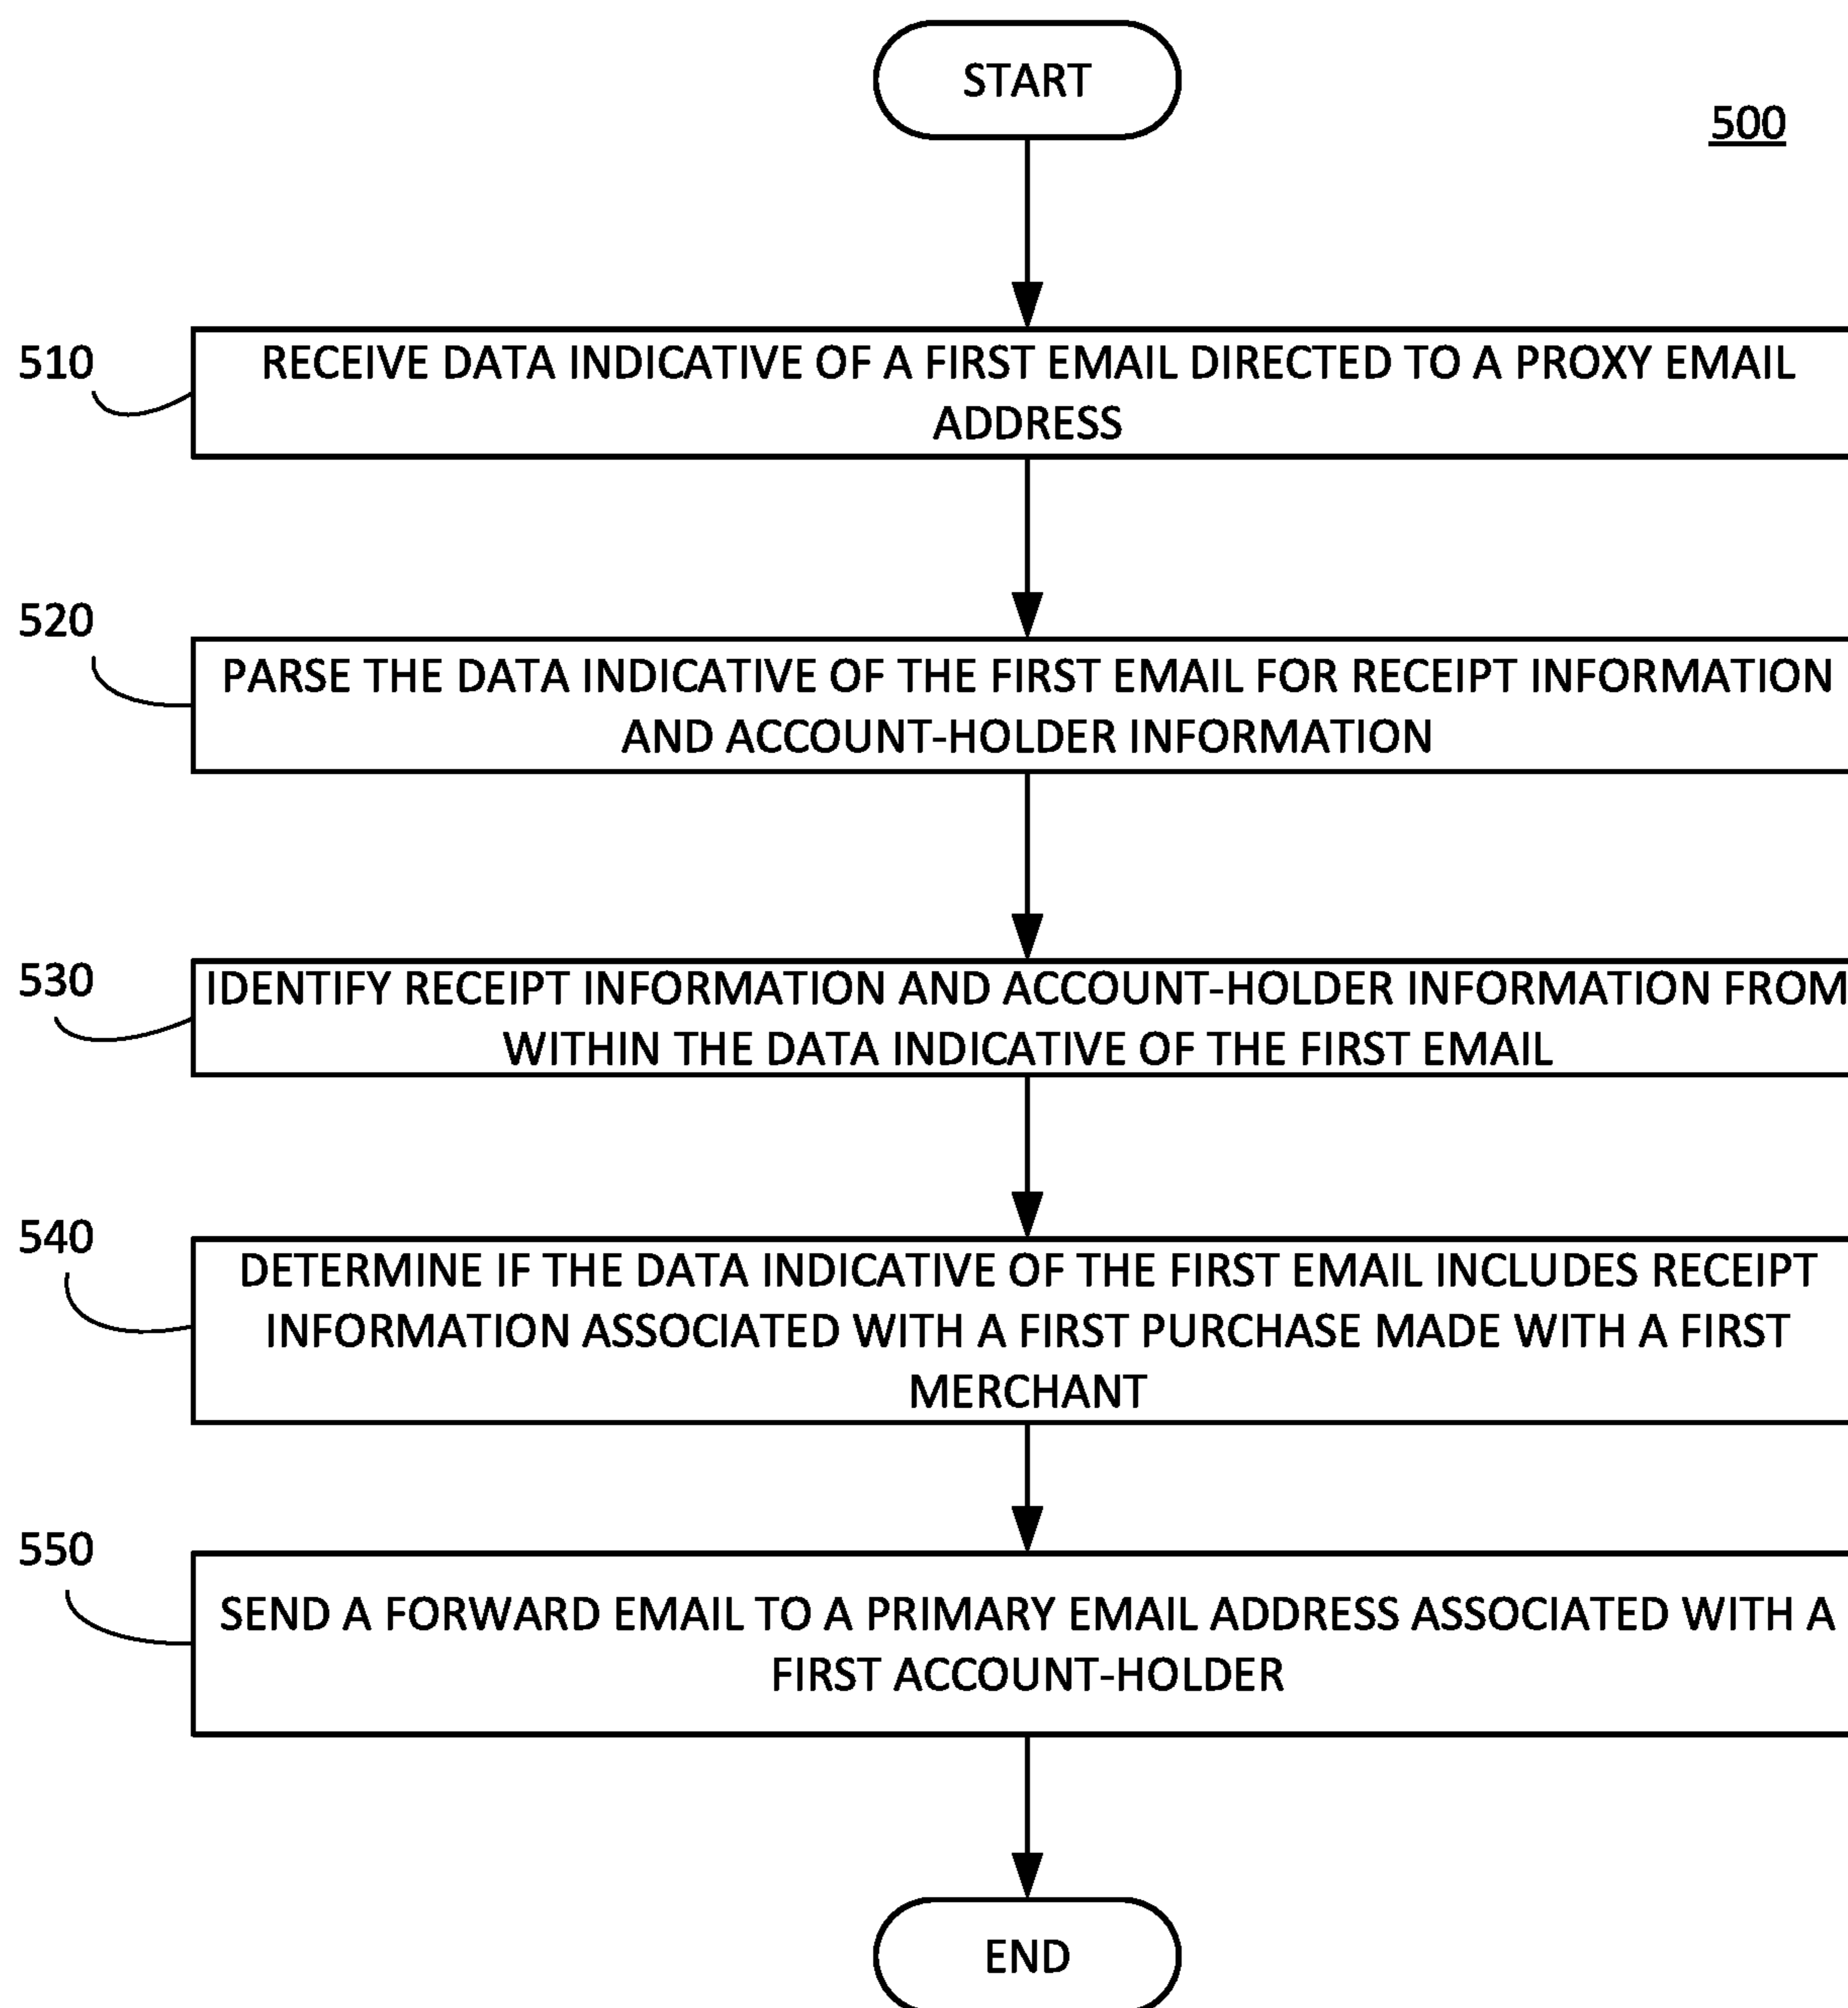 START
500
510
RECEIVE DATA INDICATIVE OF A FIRST EMAIL DIRECTED TO A PROXY EMAIL
ADDRESS
520
PARSE THE DATA INDICATIVE OF THE FIRST EMAIL FOR RECEIPT INFORMATION
AND ACCOUNT-HOLDER INFORMATION
530
IDENTIFY RECEIPT INFORMATION AND ACCOUNT-HOLDER INFORMATION FROM
WITHIN THE DATA INDICATIVE OF THE FIRST EMAIL
540
DETERMINE IF THE DATA INDICATIVE OF THE FIRST EMAIL INCLUDES RECEIPT
INFORMATION ASSOCIATED WITH A FIRST PURCHASE MADE WITH A FIRST
MERCHANT
550
SEND A FORWARD EMAIL TO A PRIMARY EMAIL ADDRESS ASSOCIATED WITH A
FIRST ACCOUNT-HOLDER
END